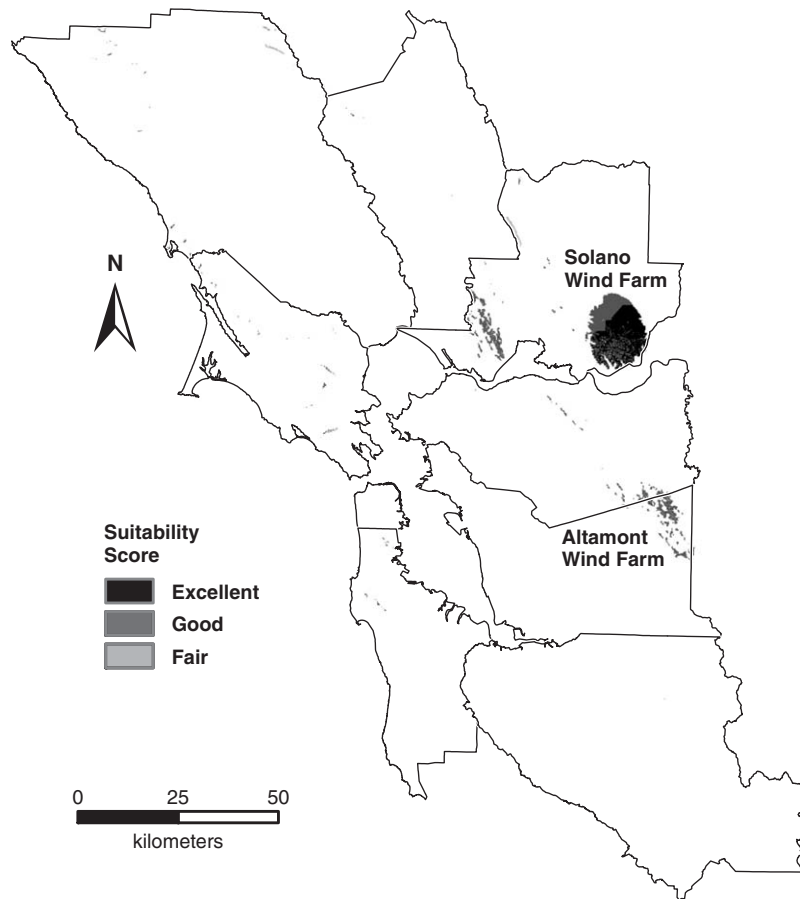 N
Solano
Wind Farm
Altamont
Wind Farm
Suitability
Score
Excellent
Good
Fair
0 25 50
kilometers